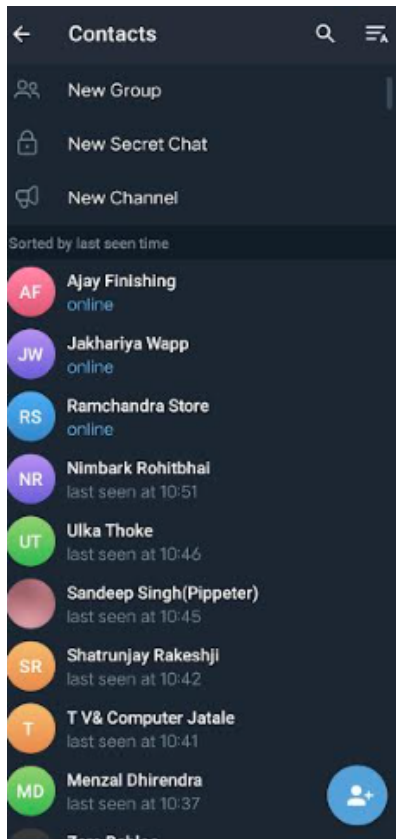 Contacts
New Group
New Secret Chat
New Channel
Sorted by last seen time
AF
Ajay Finishing
online
JW
Jakhariya Wapp
online
RS
Ramchandra Store
online
NR
Nimbark Rohitbhai
last seen at 10:51
UT
Ulka Thoke
last seen at 10:46
Sandeep Singh(Pippeter)
last seen at 10:45
SR
Shatrunjay Rakeshji
last seen at 10:42
T
T V& Computer Jatale
last seen at 10:41
MD
Menzal Dhirendra
last seen at 10:37